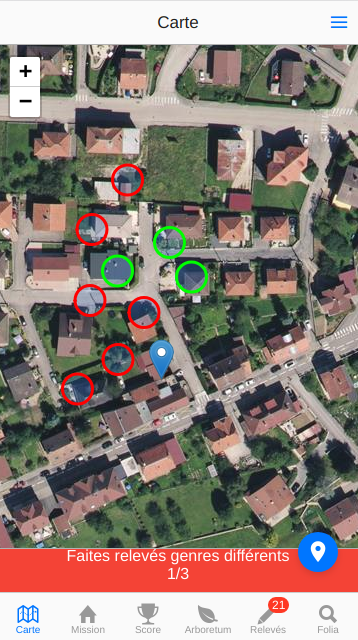 Carte
+
−
Faites relevés genres différents
1/3
21
Carte
Mission
Score
Arboretum
Relevés
Folia